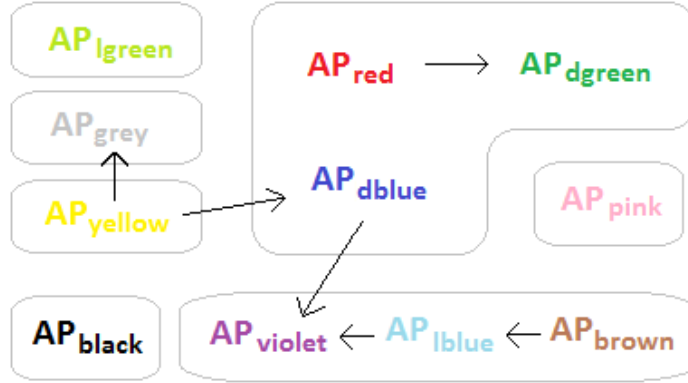 APlgreen
APred
APdgreen
APgrey
APdblue
APpink
APyellow
APblack
APviolet
APlblue
APbrown